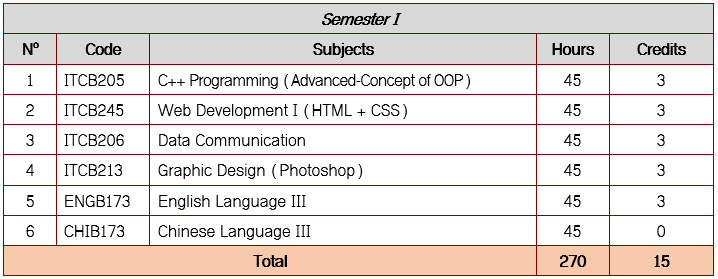 Semester I
Nº Code Subjects Hours Credits
1 ITCB205 C++ Programming (Advanced-Concept of OOP) 45 3
2 ITCB245 Web Development I (HTML + CSS) 45 3
3 ITCB206 Data Communication 45 3
4 ITCB213 Graphic Design (Photoshop) 45 3
5 ENGB173 English Language III 45 3
6 CHIB173 Chinese Language III 45 0
Total 270 15